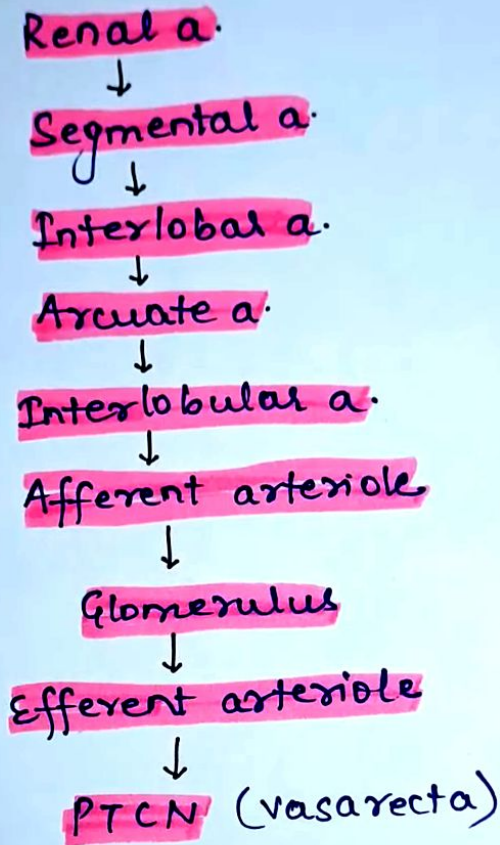 Renal a.
↓
Segmental a.
↓
Interlobar a.
↓
Arcuate a.
↓
Interlobular a.
↓
Afferent arteriole
↓
Glomerulus
↓
Efferent arteriole
↓
PTCN (vasarecta)